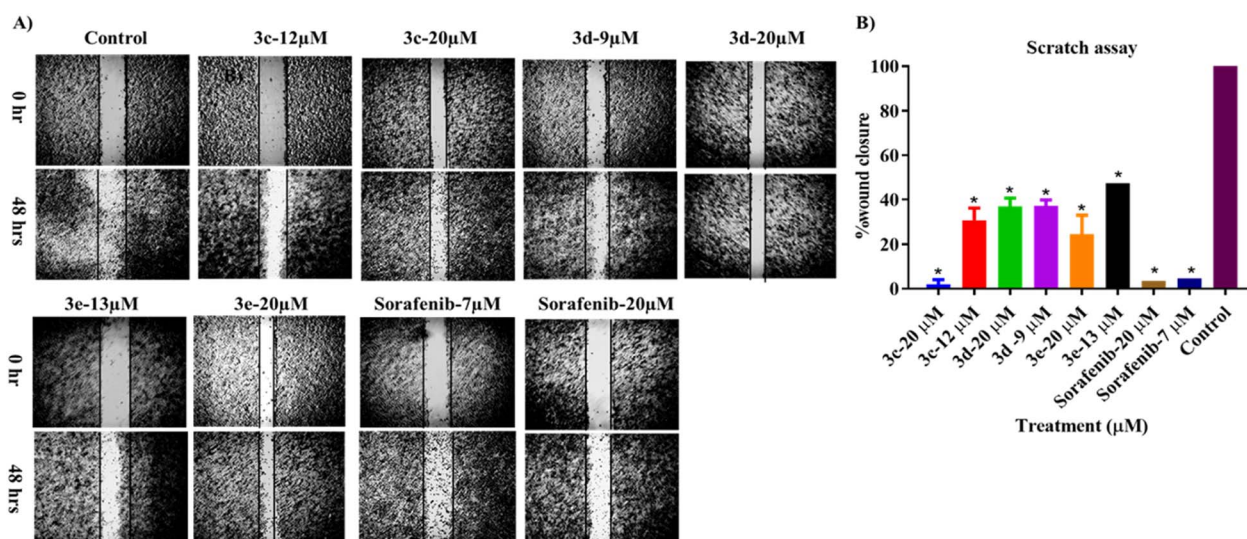 A)
Control 3c-12μM 3c-20μM 3d-9μM 3d-20μM
B)
0 hr
48 hrs
3e-13μM 3e-20μM Sorafenib-7μM Sorafenib-20μM
0 hr
48 hrs
B)
Scratch assay
%wound closure
100
80
60
40
20
0
* * * * * * * *
3c-20 μM
3c-12 μM
3d-20 μM
3d -9 μM
3e-20 μM
3e-13 μM
Sorafenib-20 μM
Sorafenib-7 μM
Control
Treatment (μM)